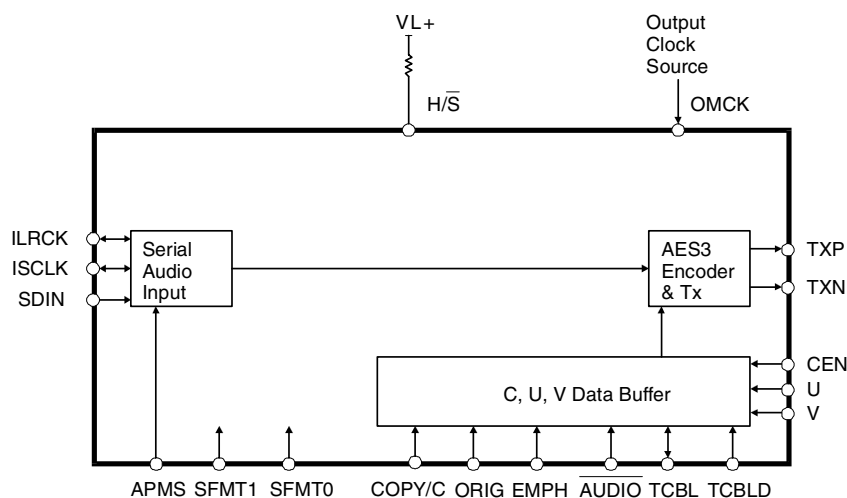 VL+
Output
Clock
Source
H/S̅
OMCK
ILRCK
ISCLK
SDIN
Serial
Audio
Input
AES3
Encoder
& Tx
TXP
TXN
C, U, V Data Buffer
CEN
U
V
APMS SFMT1 SFMT0 COPY/C ORIG EMPH A̅U̅D̅I̅O̅ TCBL TCBLD